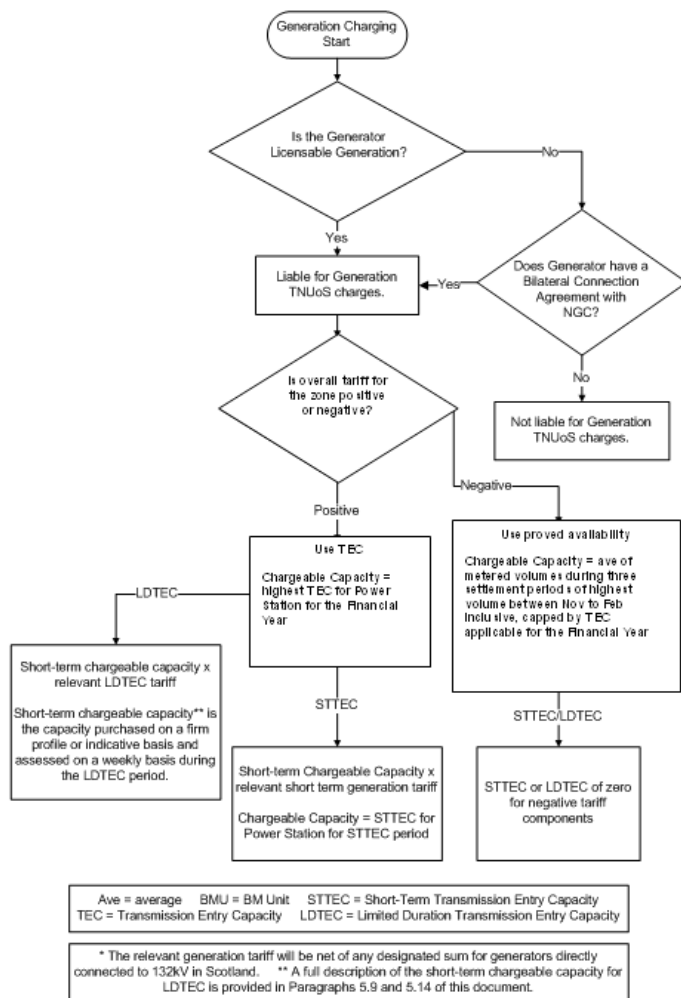 Generation Charging
Start
Is the Generator
Licensable Generation?
No
Yes
Liable for Generation
TNUoS charges.
Yes
Does Generator have a
Bilateral Connection
Agreement with
NGC?
No
Not liable for Generation
TNUoS charges.
Is overall tariff for
the zone positive
or negative?
Negative
Positive
Use TEC
Chargeable Capacity =
highest TEC for Power
Station for the Financial
Year
Use proved availability
Chargeable Capacity = ave of
metered volumes during three
settlement periods of highest
volume between Nov to Feb
inclusive, capped by TEC
applicable for the Financial Year
LDTEC
Short-term chargeable capacity x
relevant LDTEC tariff
Short-term chargeable capacity** is
the capacity purchased on a firm
profile or indicative basis and
assessed on a weekly basis during
the LDTEC period.
STTEC
Short-term Chargeable Capacity x
relevant short term generation tariff
Chargeable Capacity = STTEC for
Power Station for STTEC period
STTEC/LDTEC
STTEC or LDTEC of zero
for negative tariff
components
Ave = average BMU = BM Unit STTEC = Short-Term Transmission Entry Capacity
TEC = Transmission Entry Capacity LDTEC = Limited Duration Transmission Entry Capacity
* The relevant generation tariff will be net of any designated sum for generators directly
connected to 132kV in Scotland. ** A full description of the short-term chargeable capacity for
LDTEC is provided in Paragraphs 5.9 and 5.14 of this document.